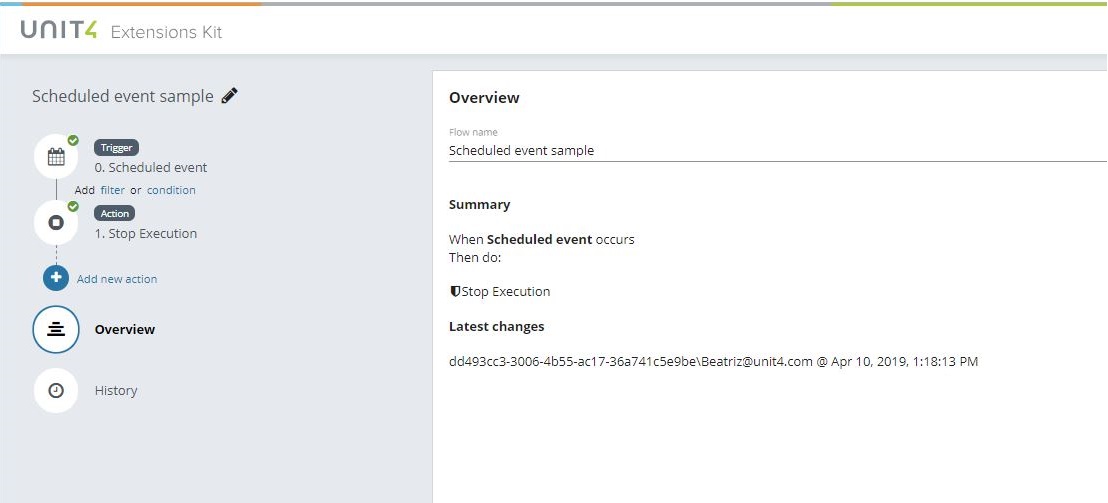 UNIT4 Extensions Kit
Scheduled event sample
Trigger
0. Scheduled event
Add filter or condition
Action
1. Stop Execution
Add new action
Overview
History
Overview
Flow name
Scheduled event sample
Summary
When Scheduled event occurs
Then do:
Stop Execution
Latest changes
dd493cc3-3006-4b55-ac17-36a741c5e9be\Beatriz@unit4.com @ Apr 10, 2019, 1:18:13 PM